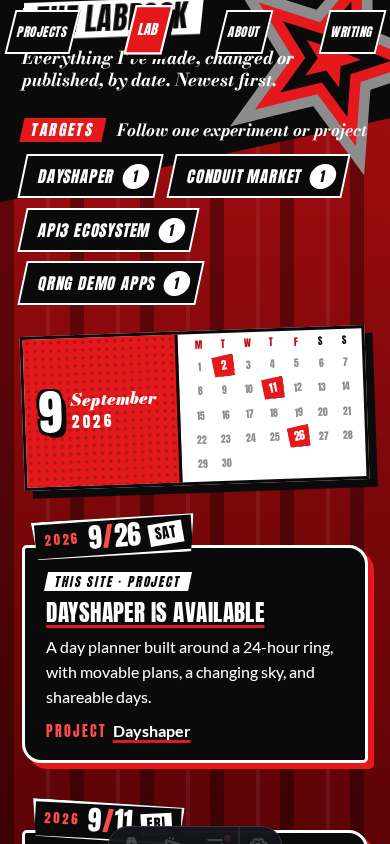 THE LABBOOK
PROJECTS LAB ABOUT WRITING
Everything I've made, changed or
published, by date. Newest first.
TARGETS Follow one experiment or project
DAYSHAPER 1 CONDUIT MARKET 1
API3 ECOSYSTEM 1
QRNG DEMO APPS 1
9 September
2026
M T W T F S S
1 2 3 4 5 6 7
8 9 10 11 12 13 14
15 16 17 18 19 20 21
22 23 24 25 26 27 28
29 30
2026 9/26 SAT
THIS SITE · PROJECT
DAYSHAPER IS AVAILABLE
A day planner built around a 24-hour ring,
with movable plans, a changing sky, and
shareable days.
PROJECT Dayshaper
2026 9/11 FRI